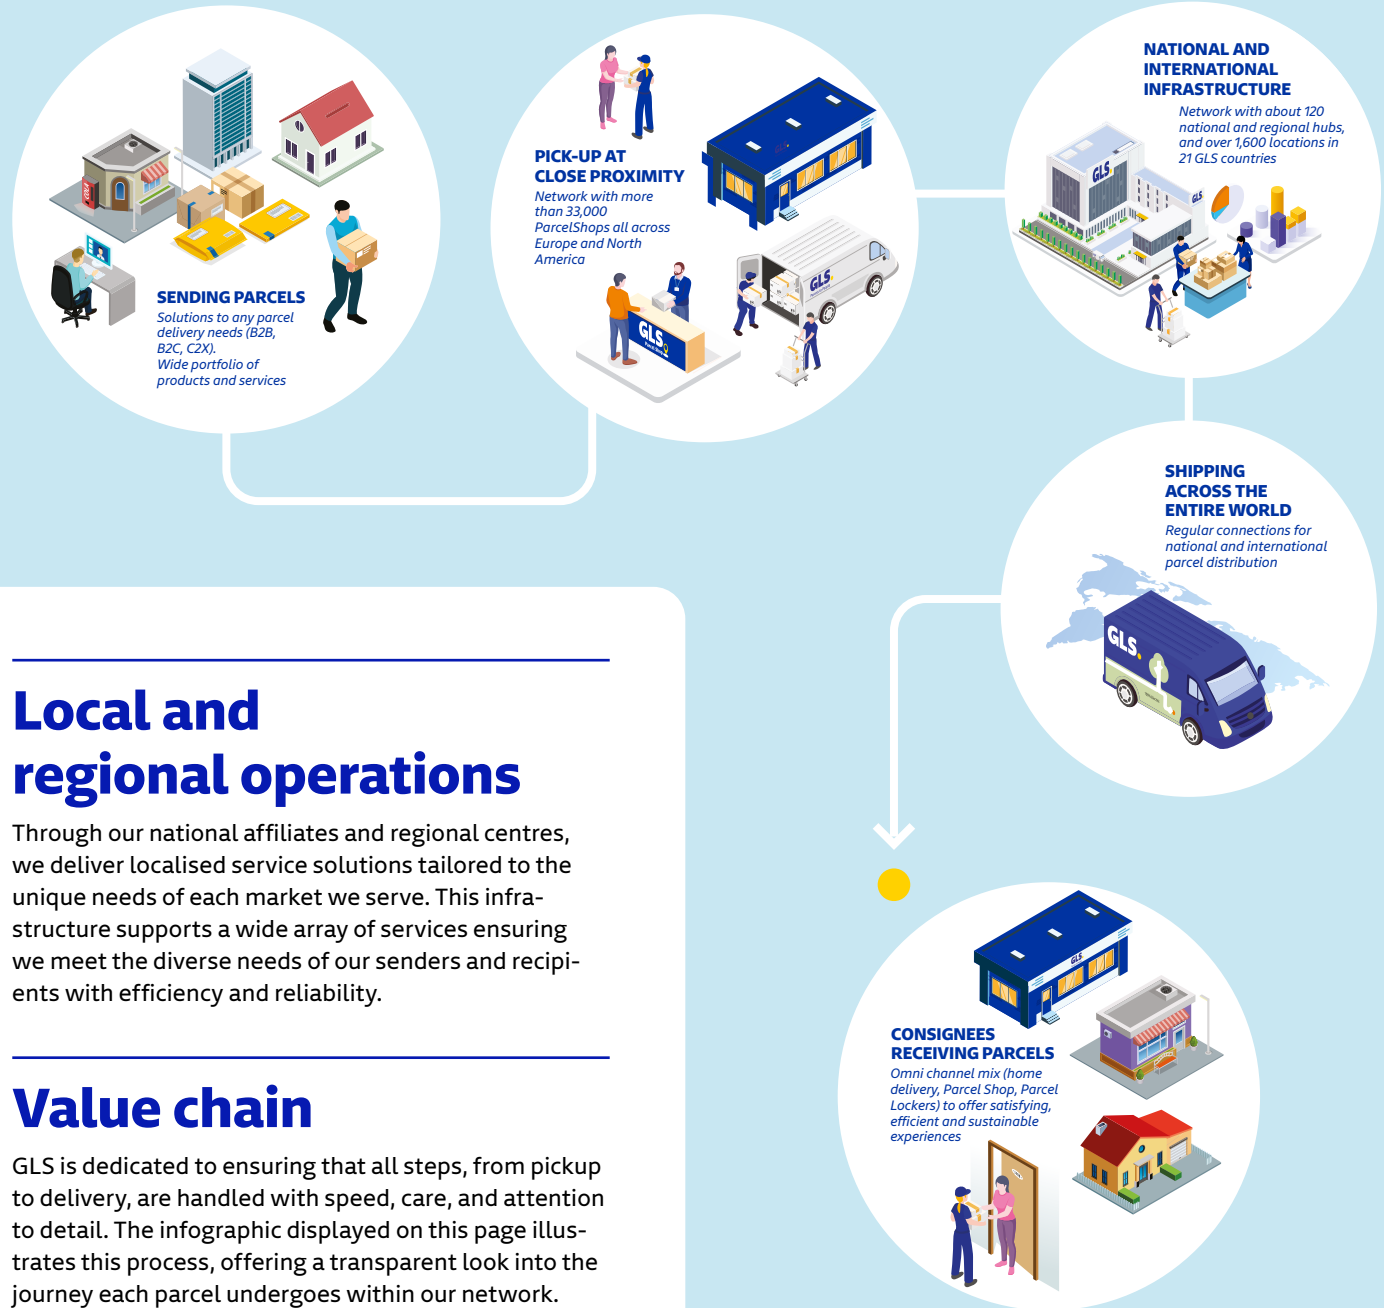 SENDING PARCELS
Solutions to any parcel
delivery needs (B2B,
B2C, C2X).
Wide portfolio of
products and services
PICK-UP AT
CLOSE PROXIMITY
Network with more
than 33,000
ParcelShops all across
Europe and North
America
GLS
Parcel Shop
GLS.
NATIONAL AND
INTERNATIONAL
INFRASTRUCTURE
Network with about 120
national and regional hubs,
and over 1,600 locations in
21 GLS countries
GLS.
GLS
SHIPPING
ACROSS THE
ENTIRE WORLD
Regular connections for
national and international
parcel distribution
GLS.
Local and
regional operations
Through our national affiliates and regional centres,
we deliver localised service solutions tailored to the
unique needs of each market we serve. This infra-
structure supports a wide array of services ensuring
we meet the diverse needs of our senders and recipi-
ents with efficiency and reliability.
Value chain
GLS is dedicated to ensuring that all steps, from pickup
to delivery, are handled with speed, care, and attention
to detail. The infographic displayed on this page illus-
trates this process, offering a transparent look into the
journey each parcel undergoes within our network.
GLS
CONSIGNEES
RECEIVING PARCELS
Omni channel mix (home
delivery, Parcel Shop, Parcel
Lockers) to offer satisfying,
efficient and sustainable
experiences